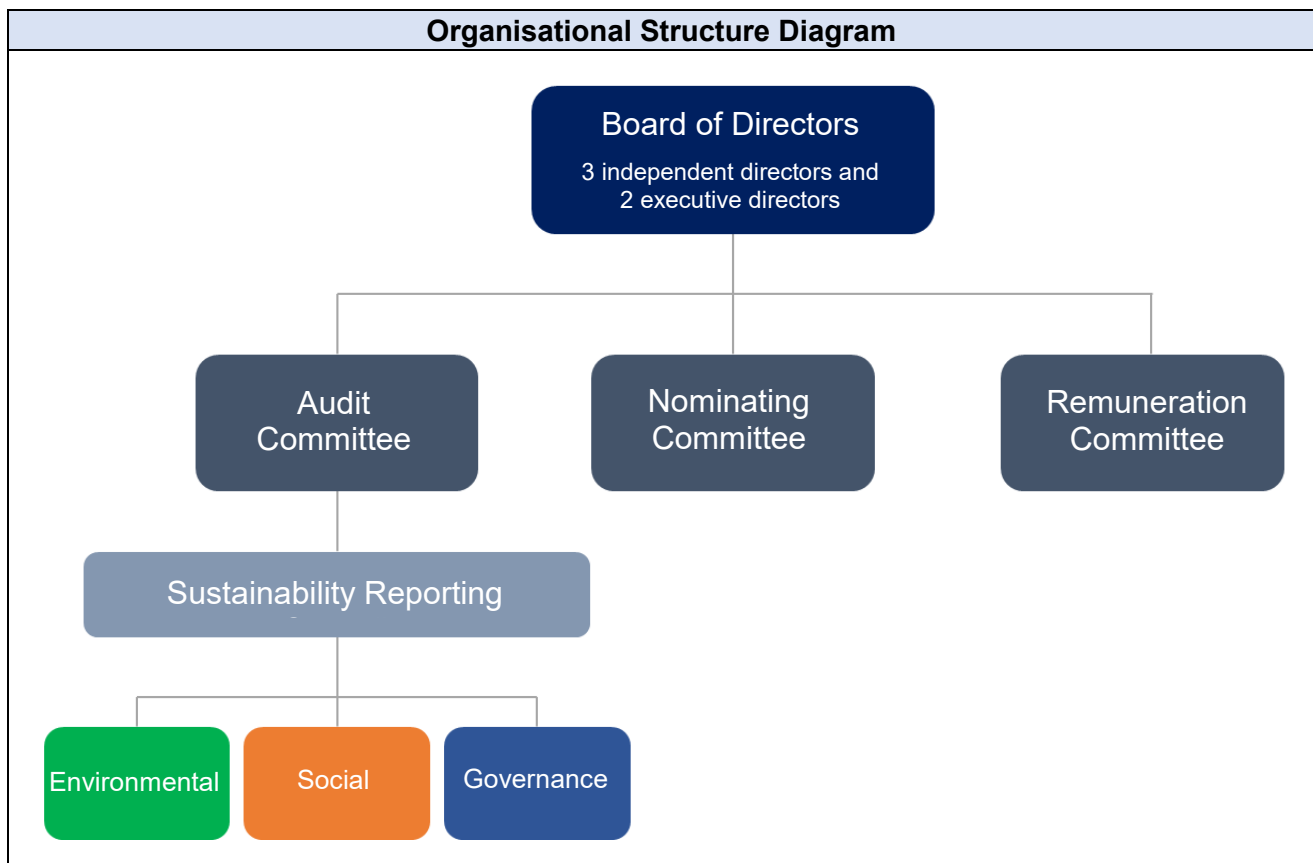 Organisational Structure Diagram
Board of Directors
3 independent directors and
2 executive directors
Audit
Committee
Nominating
Committee
Remuneration
Committee
Sustainability Reporting
Environmental
Social
Governance